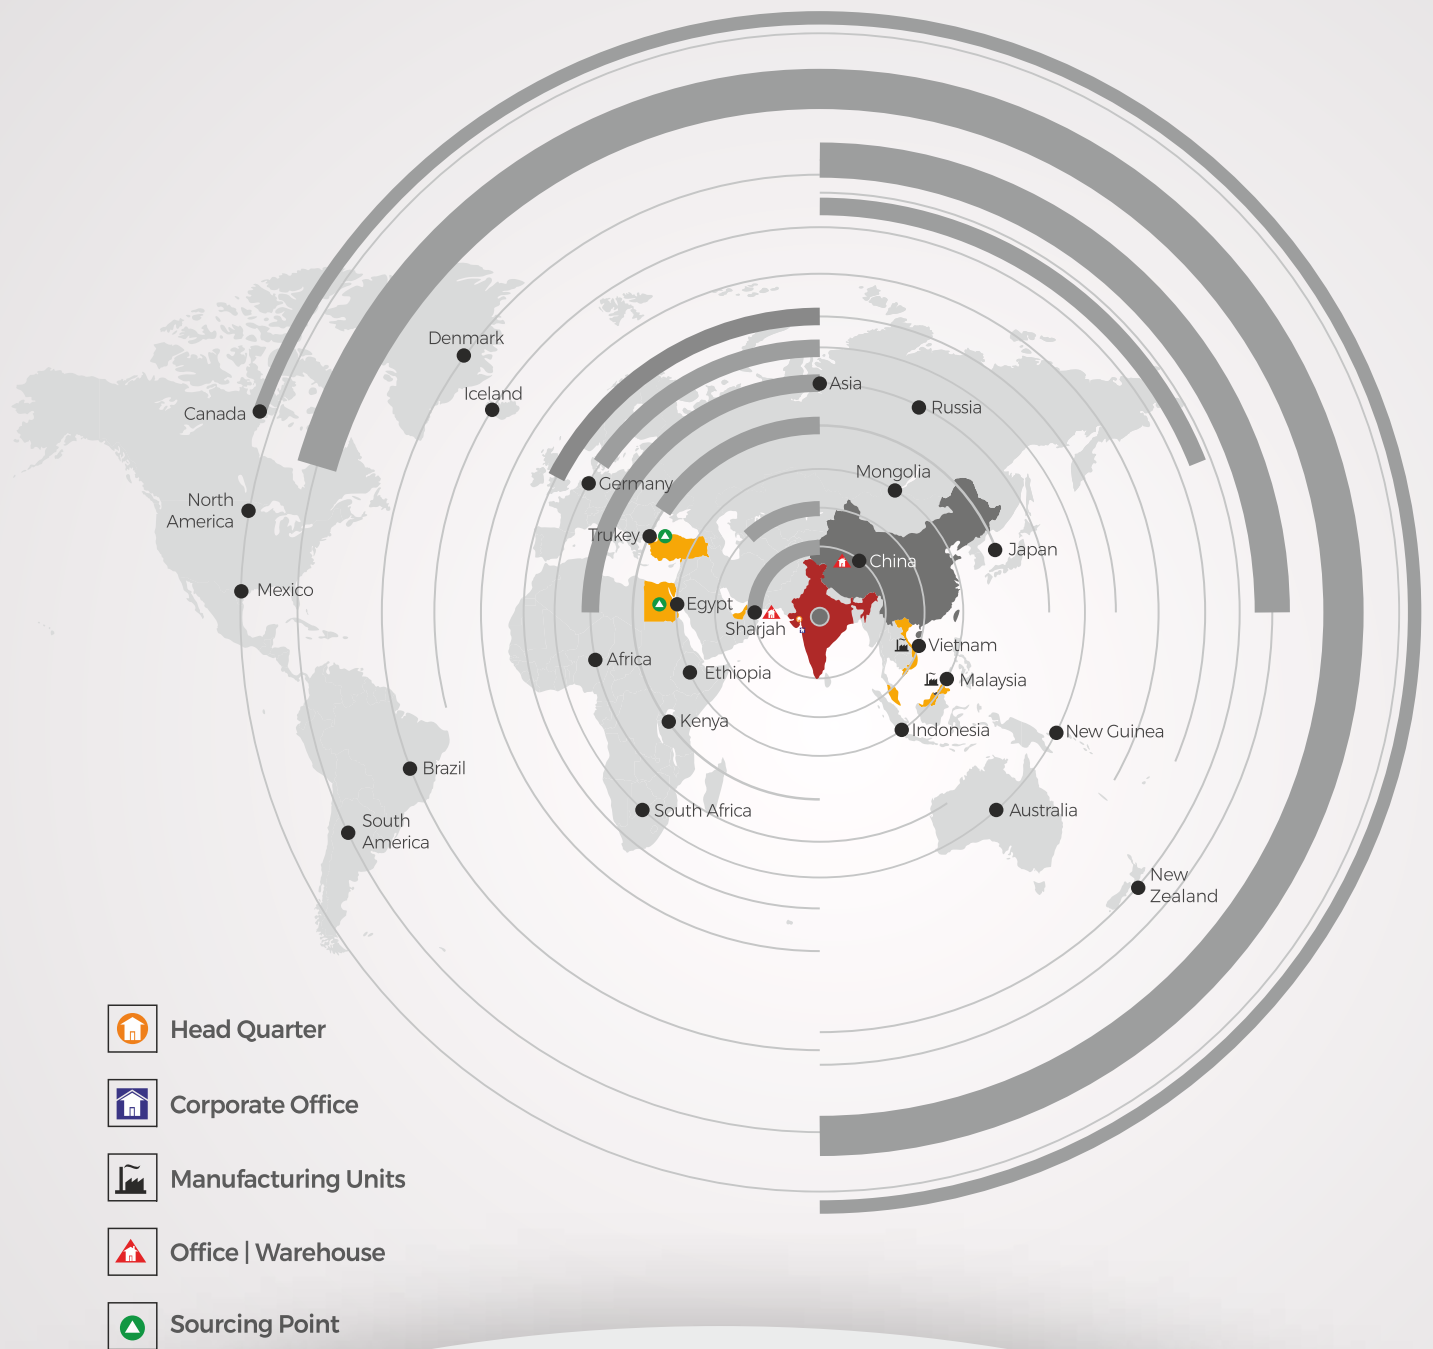 Denmark
Iceland
Canada
Asia
Russia
Mongolia
Germany
North
America
Trukey
Japan
China
Mexico
Egypt
Sharjah
Vietnam
Africa
Ethiopia
Malaysia
Kenya
Indonesia
New Guinea
Brazil
South Africa
Australia
South
America
New
Zealand
Head Quarter
Corporate Office
Manufacturing Units
Office | Warehouse
Sourcing Point